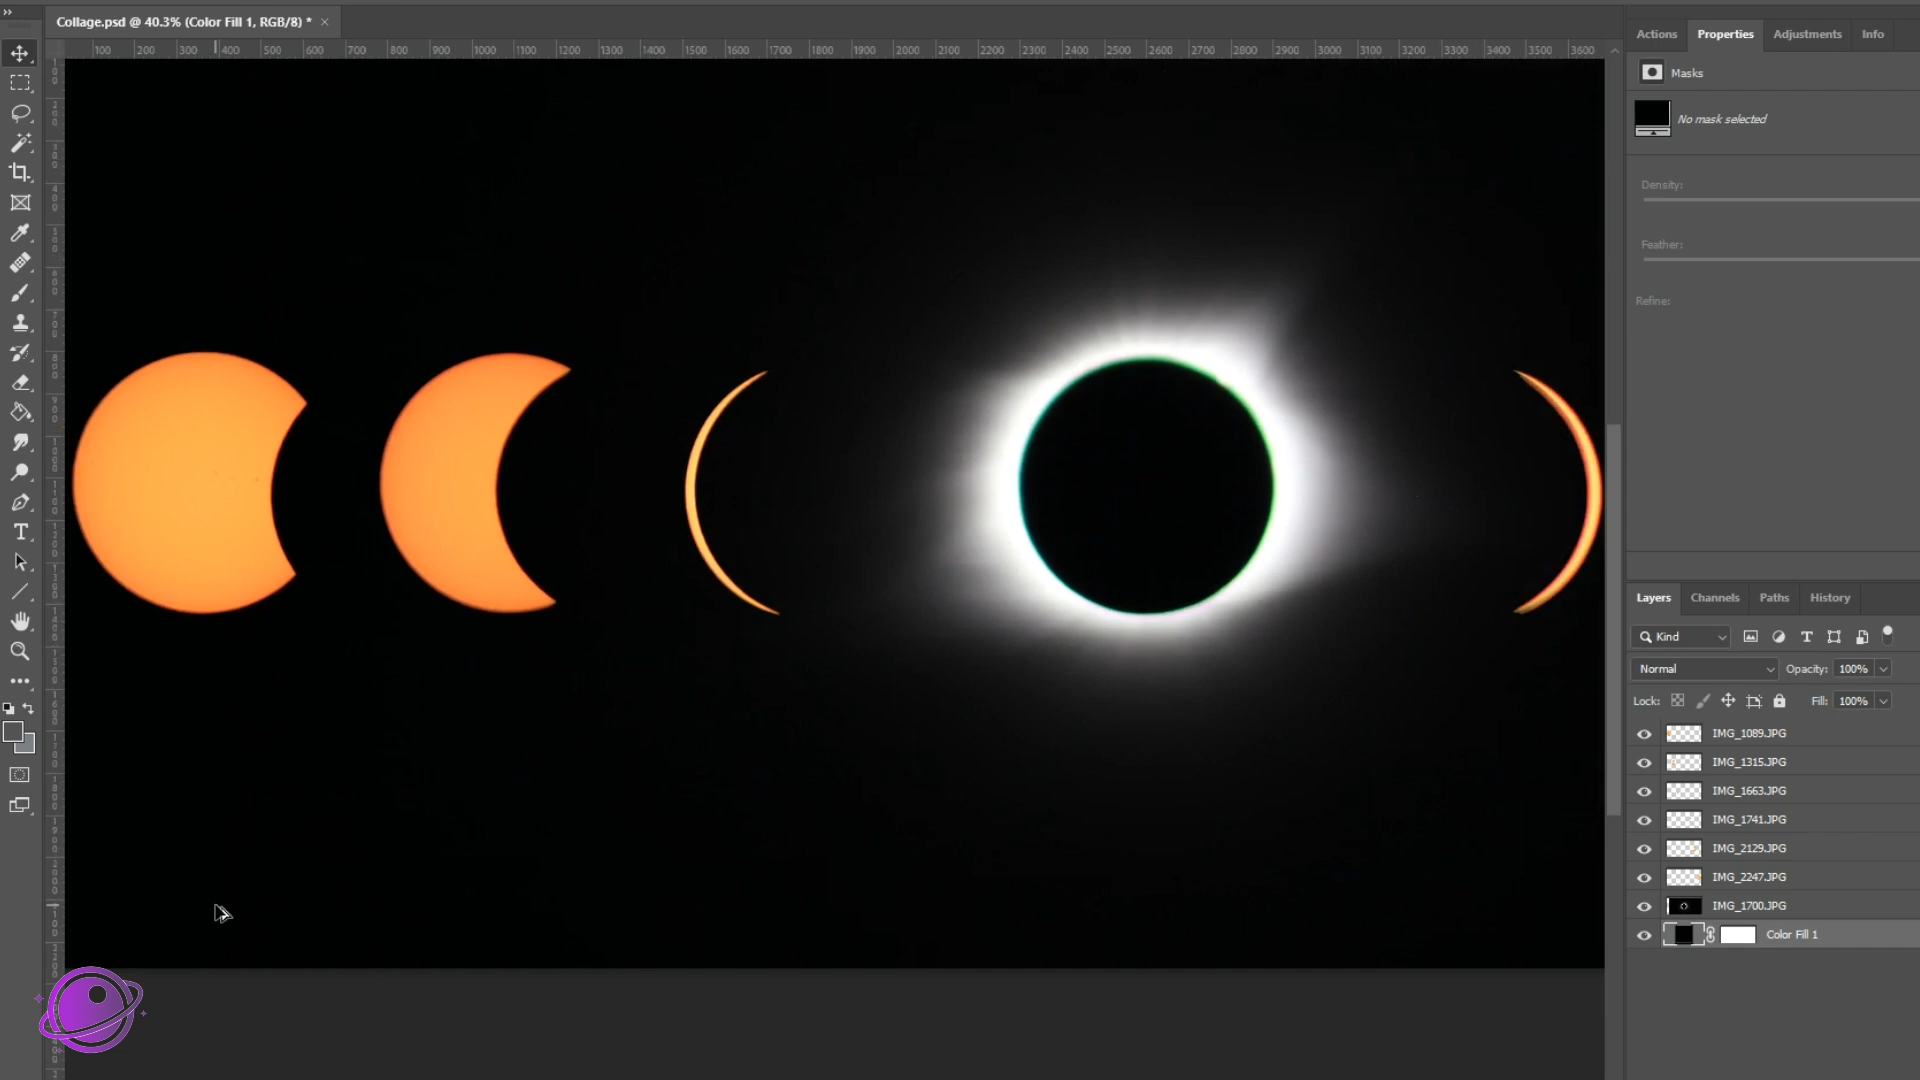 Collage.psd @ 40.3% (Color Fill 1, RGB/8) *
100 200 300 400 500 600 700 800 900 1000 1100 1200 1300 1400 1500 1600 1700 1800 1900 2000 2100 2200 2300 2400 2500 2600 2700 2800 2900 3000 3100 3200 3300 3400 3500 3600
Actions Properties Adjustments Info
Masks
No mask selected
Density:
Feather:
Refine:
Layers Channels Paths History
Kind
Normal Opacity: 100%
Lock: Fill: 100%
IMG_1089.JPG
IMG_1315.JPG
IMG_1663.JPG
IMG_1741.JPG
IMG_2129.JPG
IMG_2247.JPG
IMG_1700.JPG
Color Fill 1